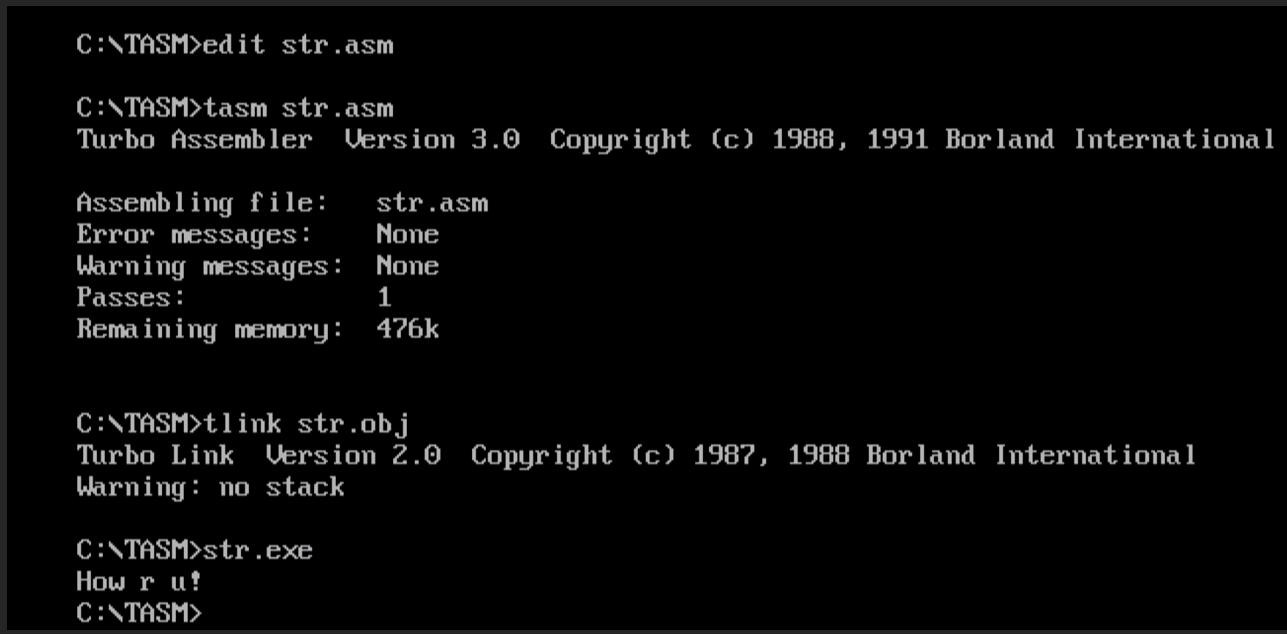 C:\TASM>edit str.asm
C:\TASM>tasm str.asm
Turbo Assembler  Version 3.0  Copyright (c) 1988, 1991 Borland International
Assembling file:   str.asm
Error messages:    None
Warning messages:  None
Passes:            1
Remaining memory:  476k
C:\TASM>tlink str.obj
Turbo Link  Version 2.0  Copyright (c) 1987, 1988 Borland International
Warning: no stack
C:\TASM>str.exe
How r u!
C:\TASM>